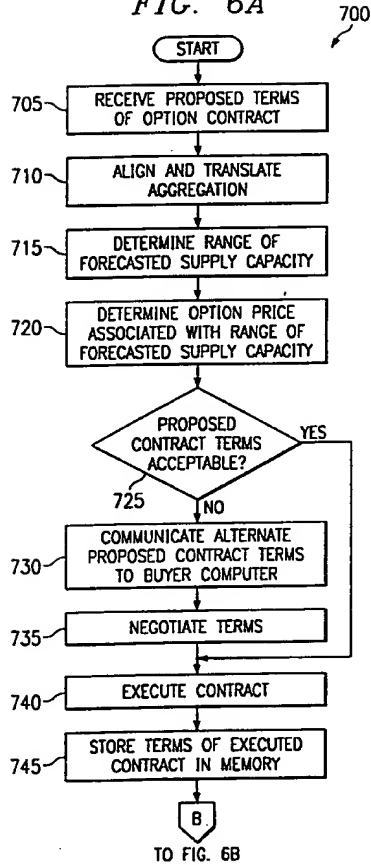 FIG. 6A
700
START
705
RECEIVE PROPOSED TERMS
OF OPTION CONTRACT
710
ALIGN AND TRANSLATE
AGGREGATION
715
DETERMINE RANGE OF
FORECASTED SUPPLY CAPACITY
720
DETERMINE OPTION PRICE
ASSOCIATED WITH RANGE OF
FORECASTED SUPPLY CAPACITY
PROPOSED
CONTRACT TERMS
ACCEPTABLE?
YES
725
NO
730
COMMUNICATE ALTERNATE
PROPOSED CONTRACT TERMS
TO BUYER COMPUTER
735
NEGOTIATE TERMS
740
EXECUTE CONTRACT
745
STORE TERMS OF EXECUTED
CONTRACT IN MEMORY
B
TO FIG. 6B